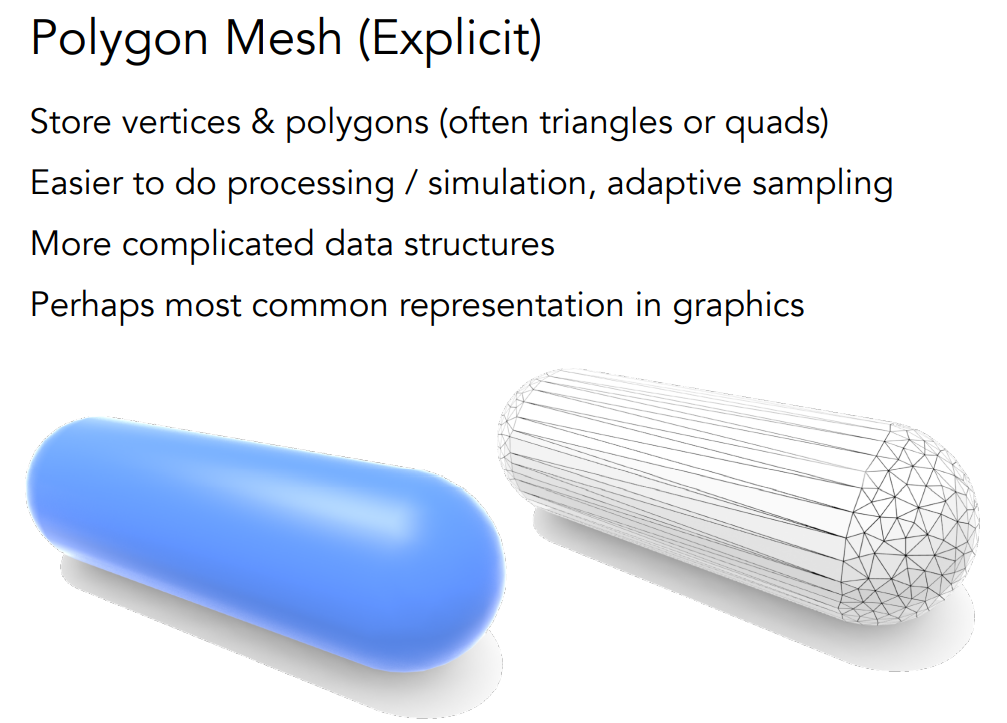 Polygon Mesh (Explicit)
Store vertices & polygons (often triangles or quads)
Easier to do processing / simulation, adaptive sampling
More complicated data structures
Perhaps most common representation in graphics